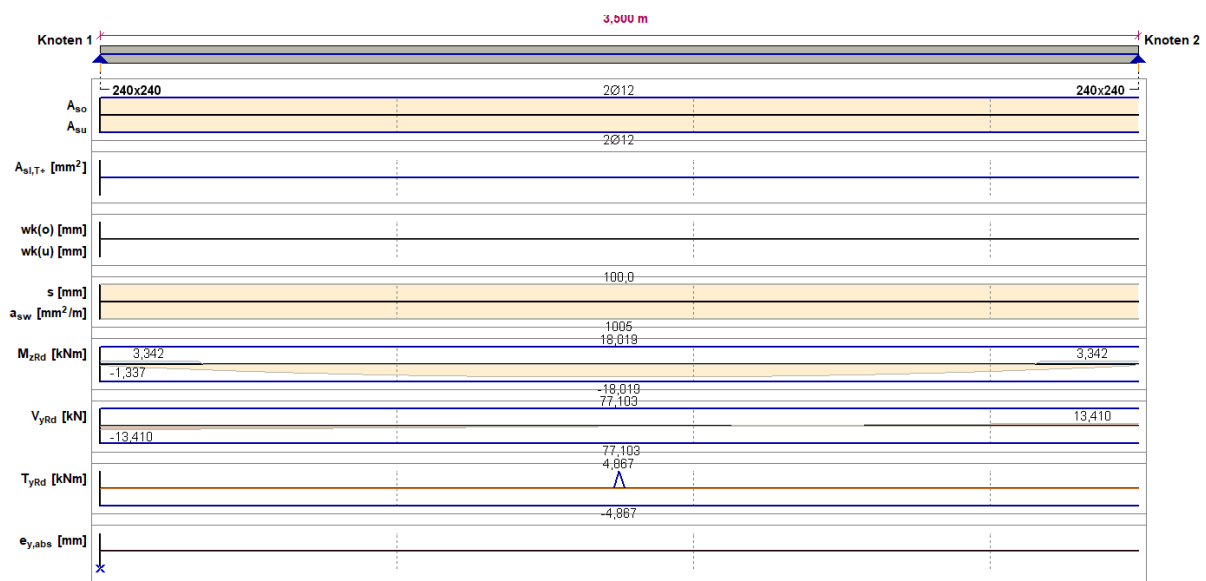 3,500 m
Knoten 1
Knoten 2
240x240
240x240
2Ø12
Aso
Asu
2Ø12
Asl,T+ [mm²]
wk(o) [mm]
wk(u) [mm]
100,0
s [mm]
asw [mm²/m]
1005
18,019
MzRd [kNm]
3,342
3,342
-1,337
-18,019
77,103
VyRd [kN]
13,410
-13,410
77,103
4,867
TyRd [kNm]
-4,867
ey,abs [mm]